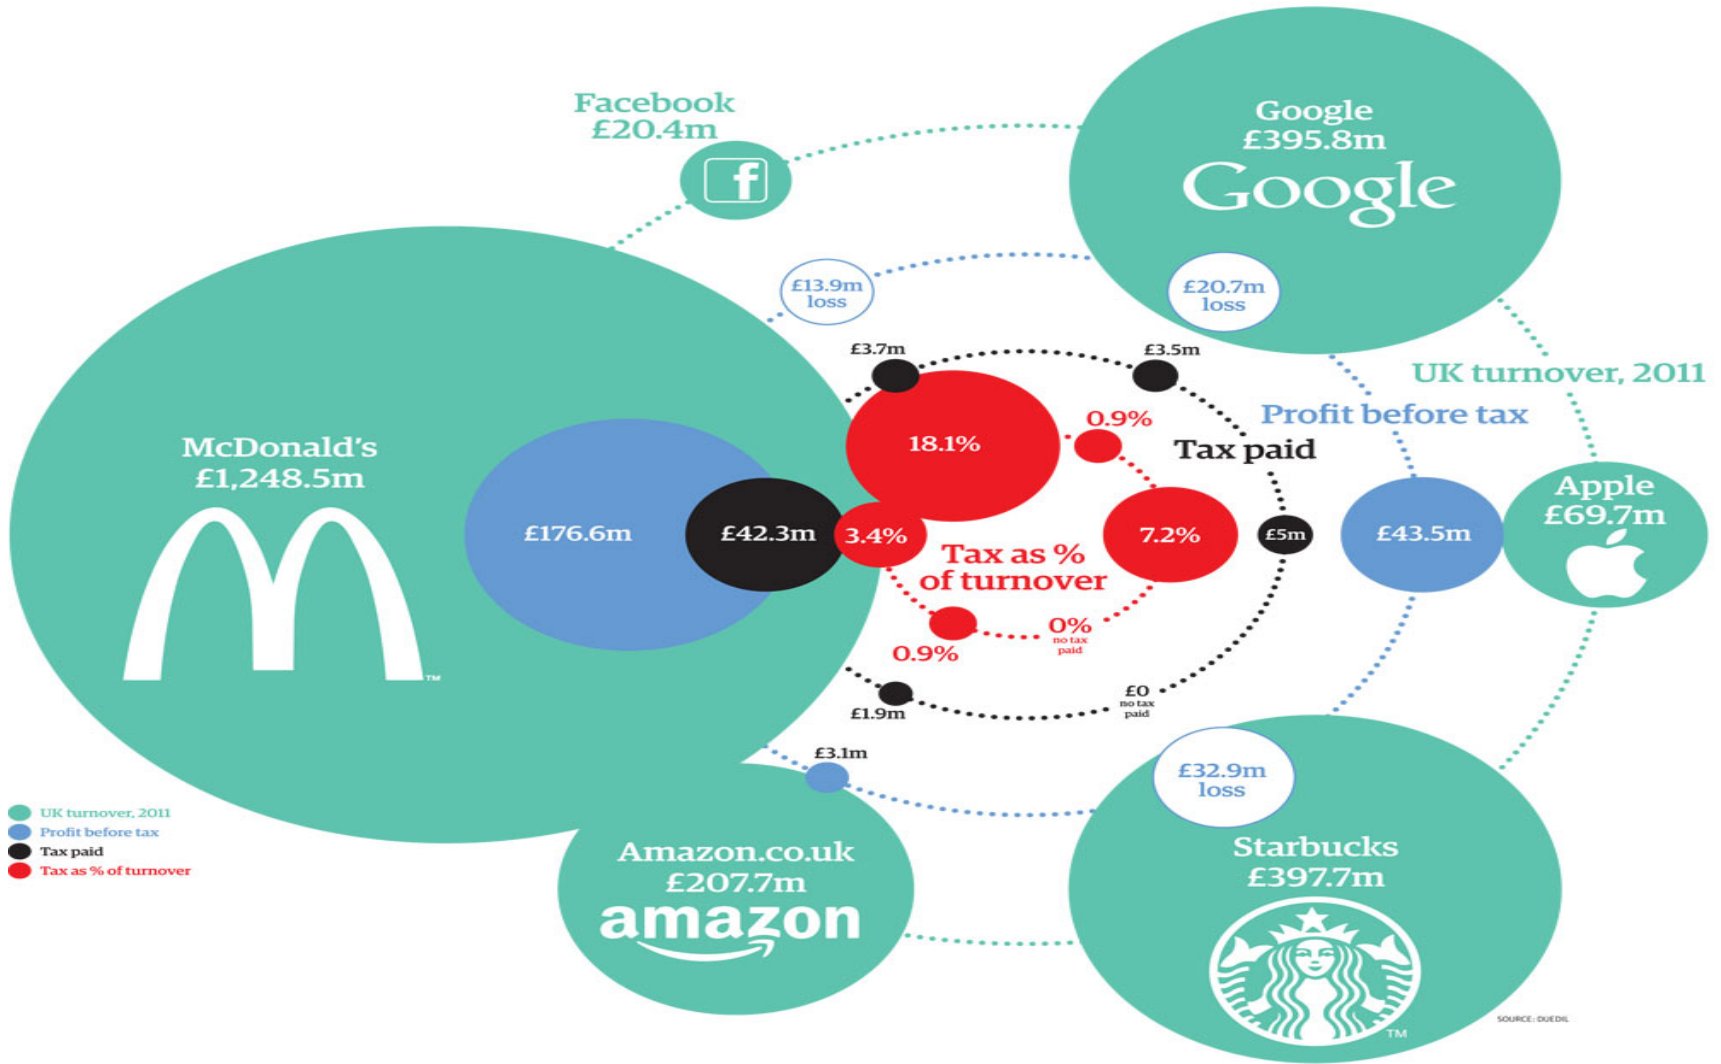 Facebook
£20.4m
f
Google
£395.8m
Google
£13.9m
loss
£20.7m
loss
£3.7m
£3.5m
UK turnover, 2011
Profit before tax
Tax paid
0.9%
18.1%
McDonald's
£1,248.5m
TM
£176.6m
£42.3m
3.4%
Tax as %
of turnover
7.2%
£5m
£43.5m
Apple
£69.7m
0%
no tax
paid
0.9%
£1.9m
£0
no tax
paid
£3.1m
£32.9m
loss
UK turnover, 2011
Profit before tax
Tax paid
Tax as % of turnover
Amazon.co.uk
£207.7m
amazon
Starbucks
£397.7m
TM
SOURCE: DUEDIL